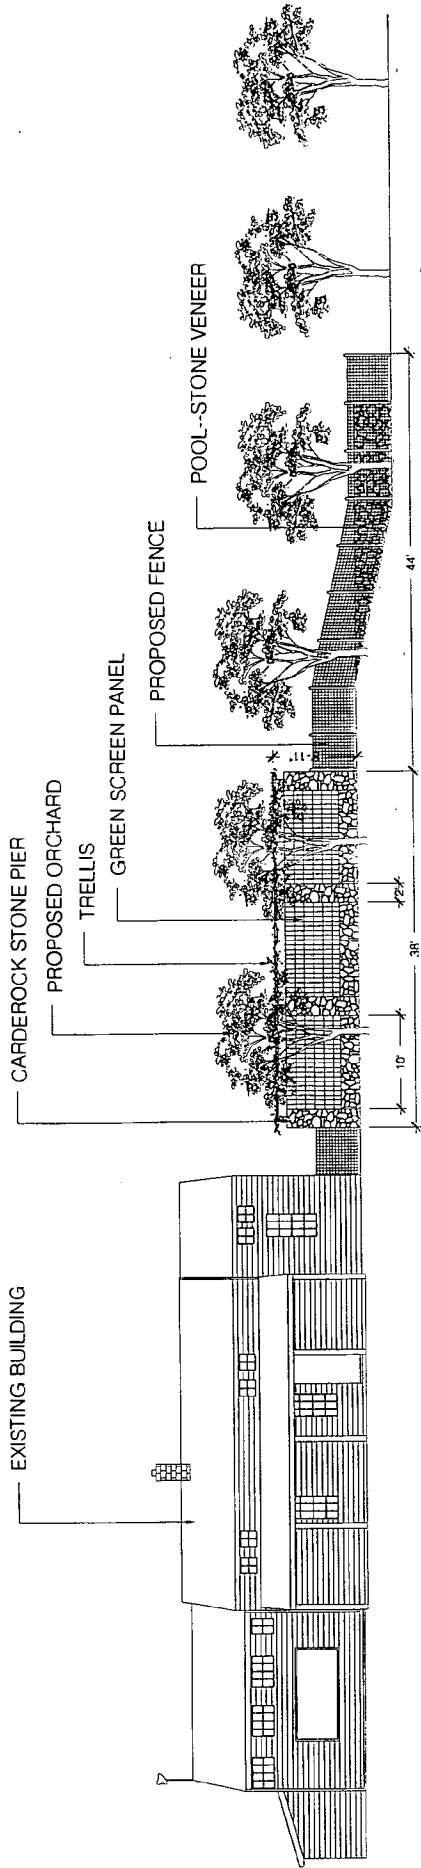 EXISTING BUILDING
CARDEROCK STONE PIER
PROPOSED ORCHARD
TRELLIS
GREEN SCREEN PANEL
PROPOSED FENCE
POOL--STONE VENEER
10'
2'
38'
44'